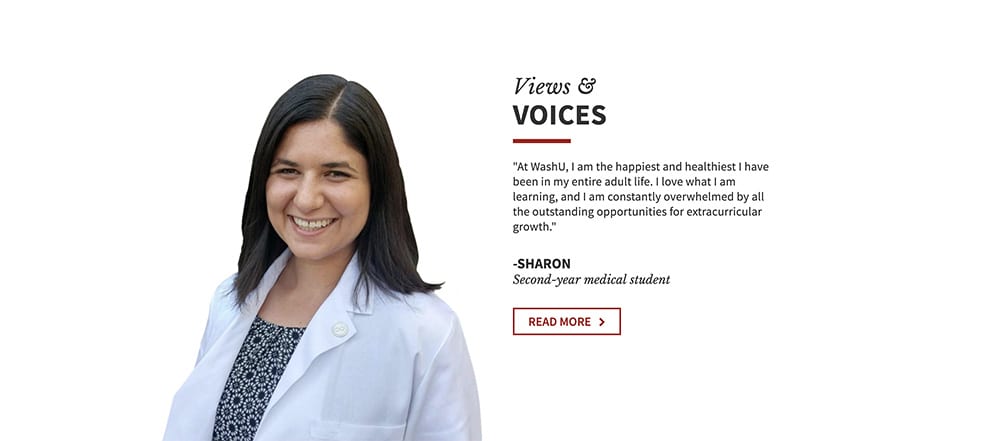 Views &
VOICES
"At WashU, I am the happiest and healthiest I have
been in my entire adult life. I love what I am
learning, and I am constantly overwhelmed by all
the outstanding opportunities for extracurricular
growth."
-SHARON
Second-year medical student
READ MORE